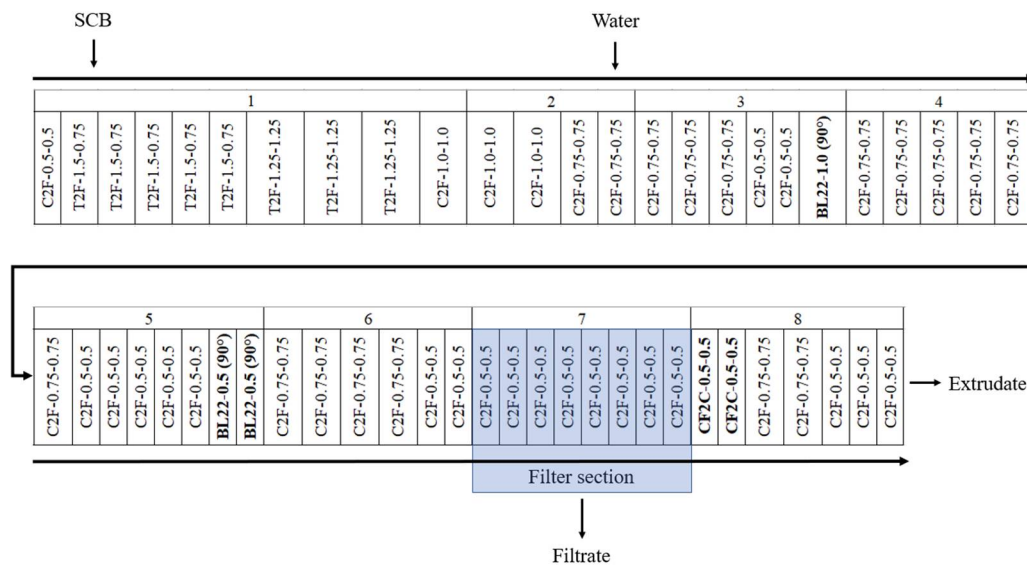 SCB
Water
1
2
3
4
C2F-0.5-0.5
T2F-1.5-0.75
T2F-1.5-0.75
T2F-1.5-0.75
T2F-1.5-0.75
T2F-1.5-0.75
T2F-1.25-1.25
T2F-1.25-1.25
T2F-1.25-1.25
C2F-1.0-1.0
C2F-1.0-1.0
C2F-1.0-1.0
C2F-0.75-0.75
C2F-0.75-0.75
C2F-0.75-0.75
C2F-0.75-0.75
C2F-0.75-0.75
C2F-0.5-0.5
C2F-0.5-0.5
BL22-1.0 (90°)
C2F-0.75-0.75
C2F-0.75-0.75
C2F-0.75-0.75
C2F-0.75-0.75
C2F-0.75-0.75
5
6
7
8
C2F-0.75-0.75
C2F-0.5-0.5
C2F-0.5-0.5
C2F-0.5-0.5
C2F-0.5-0.5
C2F-0.5-0.5
BL22-0.5 (90°)
BL22-0.5 (90°)
C2F-0.75-0.75
C2F-0.75-0.75
C2F-0.75-0.75
C2F-0.75-0.75
C2F-0.5-0.5
C2F-0.5-0.5
C2F-0.5-0.5
C2F-0.5-0.5
C2F-0.5-0.5
C2F-0.5-0.5
C2F-0.5-0.5
C2F-0.5-0.5
C2F-0.5-0.5
C2F-0.5-0.5
CF2C-0.5-0.5
CF2C-0.5-0.5
C2F-0.75-0.75
C2F-0.75-0.75
C2F-0.5-0.5
C2F-0.5-0.5
C2F-0.5-0.5
Extrudate
Filter section
Filtrate